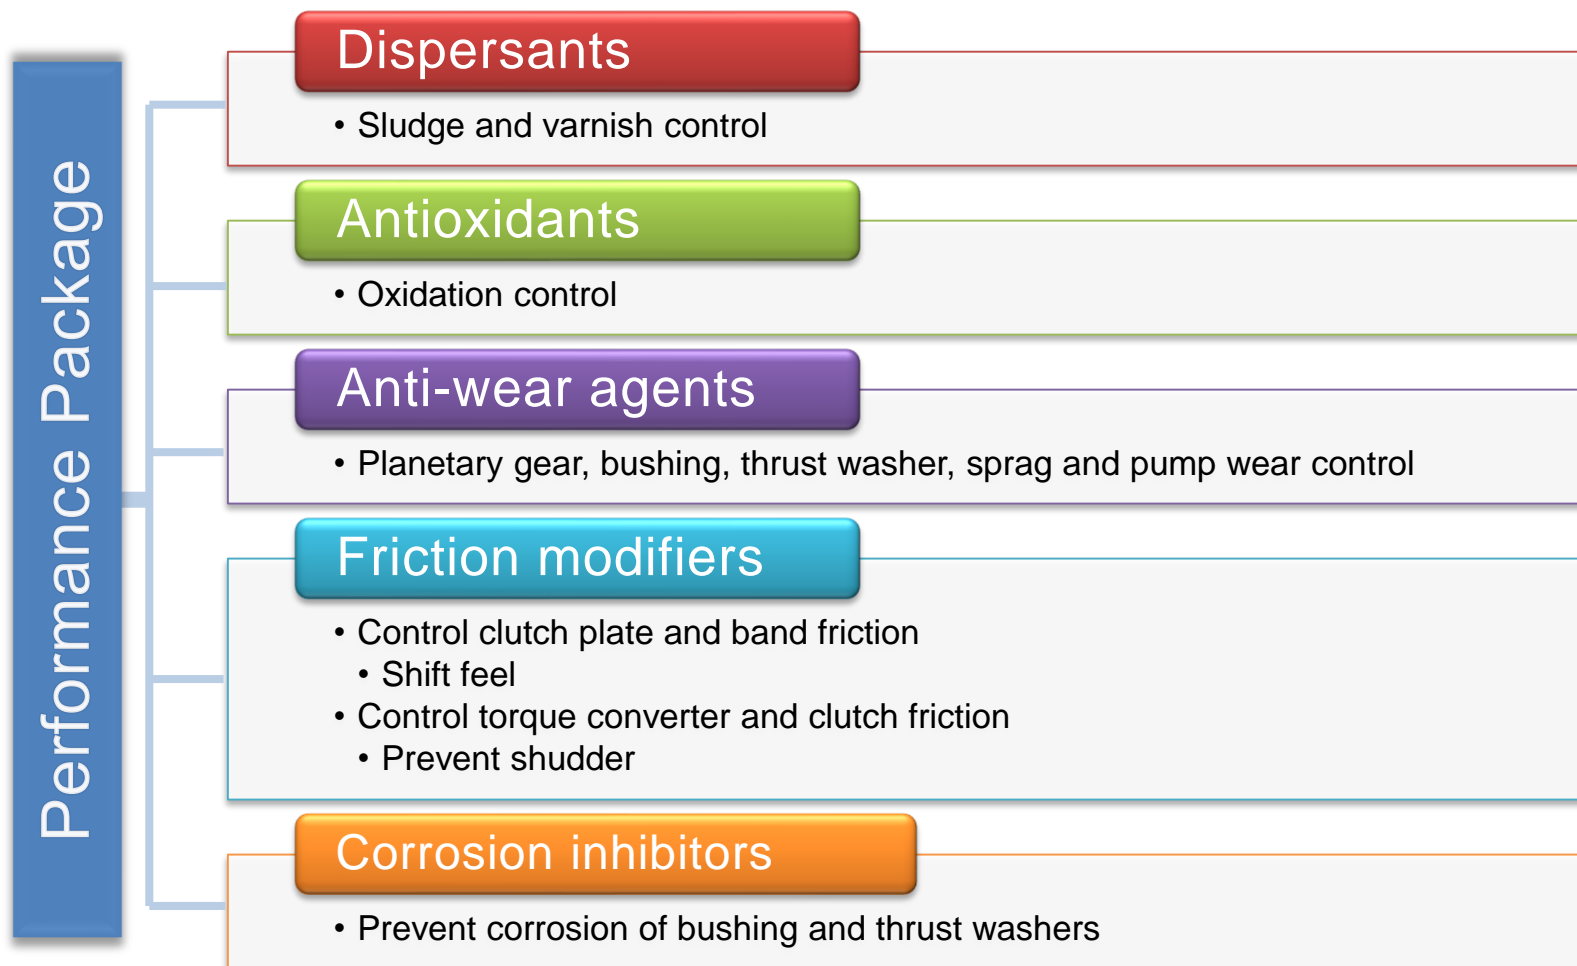 Performance Package
Dispersants
• Sludge and varnish control
Antioxidants
• Oxidation control
Anti-wear agents
• Planetary gear, bushing, thrust washer, sprag and pump wear control
Friction modifiers
• Control clutch plate and band friction
• Shift feel
• Control torque converter and clutch friction
• Prevent shudder
Corrosion inhibitors
• Prevent corrosion of bushing and thrust washers